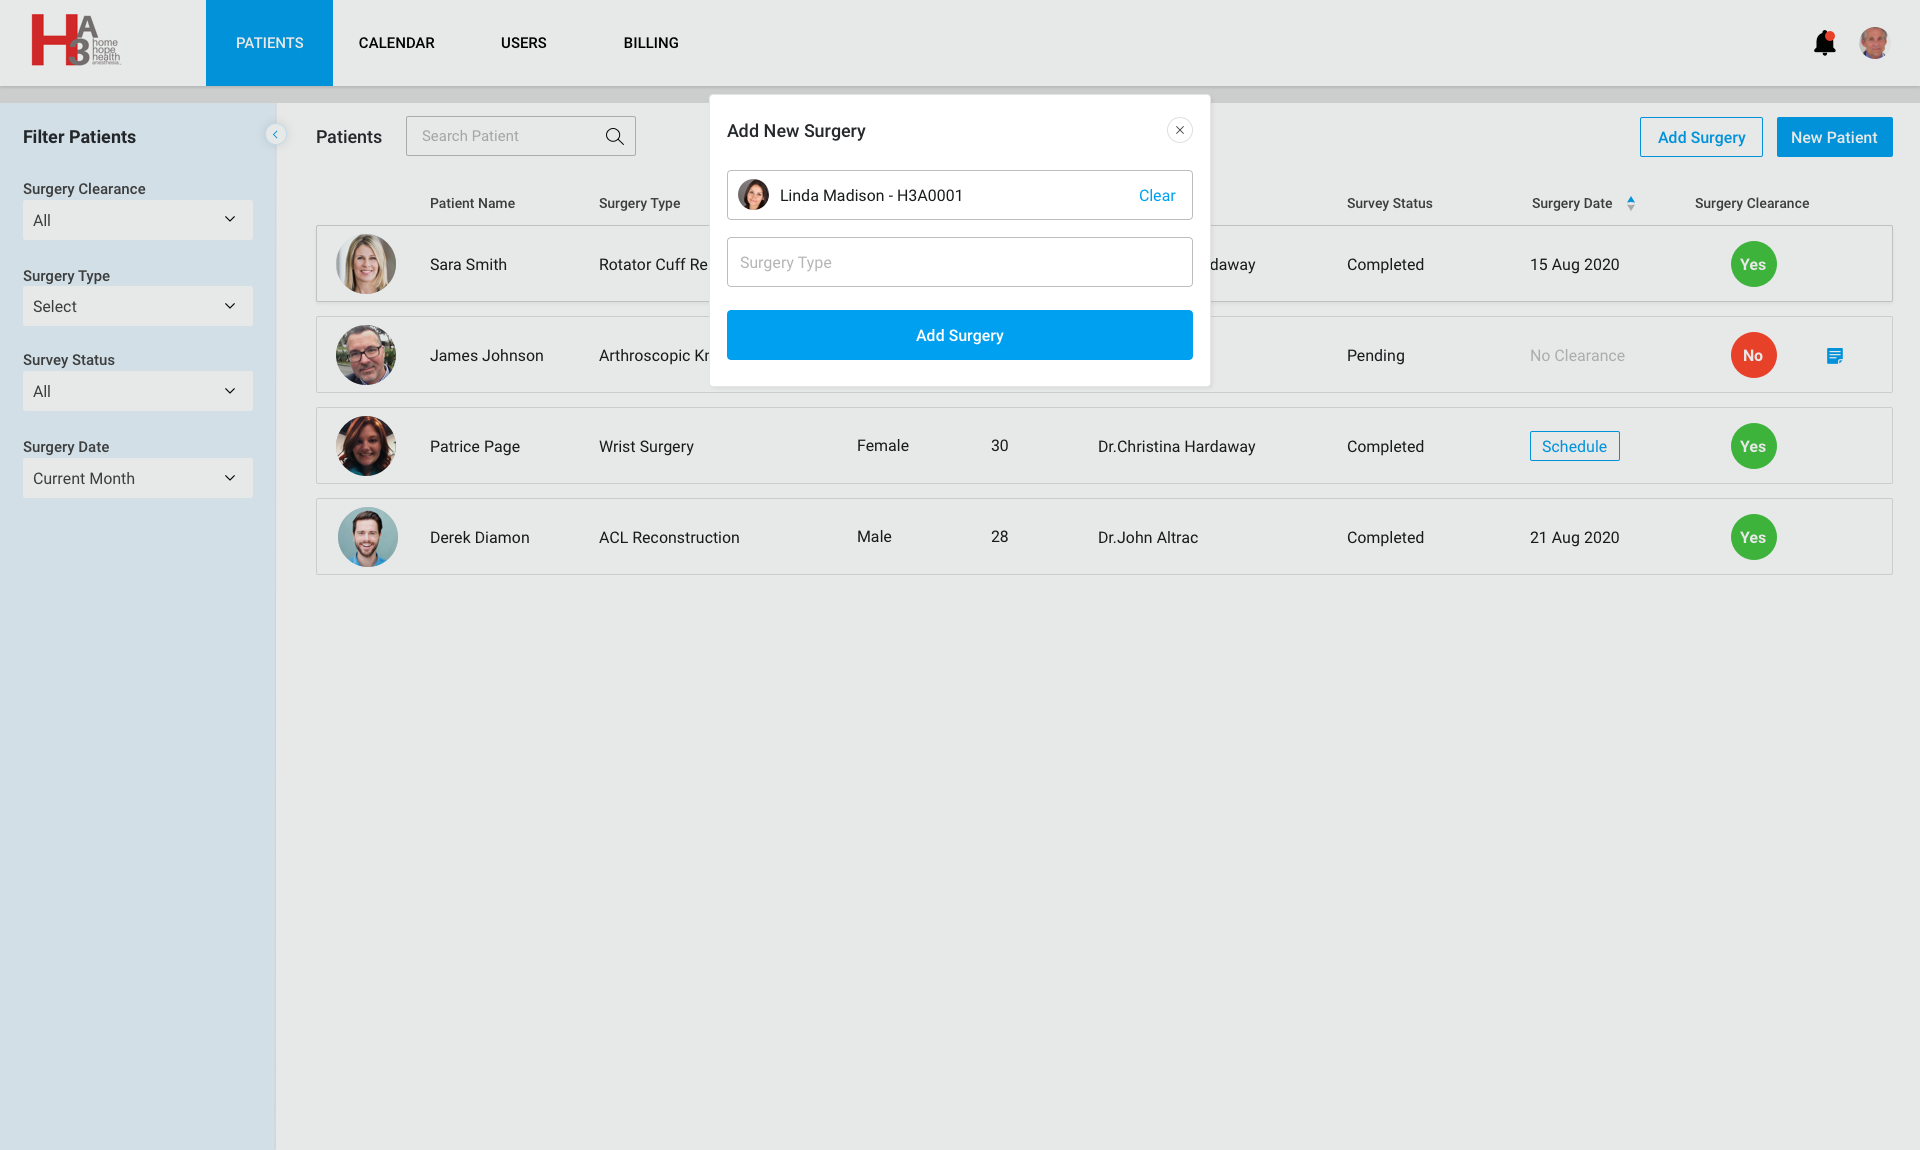 HA3
home
hope
health
anesthesia
PATIENTS
CALENDAR
USERS
BILLING
Filter Patients
Surgery Clearance
All
Surgery Type
Select
Survey Status
All
Surgery Date
Current Month
Patients
Search Patient
Add Surgery
New Patient
Add New Surgery
Linda Madison - H3A0001
Clear
Surgery Type
Add Surgery
Patient Name Surgery Type Survey Status Surgery Date Surgery Clearance
Sara Smith Rotator Cuff Re daway Completed 15 Aug 2020 Yes
James Johnson Arthroscopic Kr Pending No Clearance No
Patrice Page Wrist Surgery Female 30 Dr.Christina Hardaway Completed Schedule Yes
Derek Diamon ACL Reconstruction Male 28 Dr.John Altrac Completed 21 Aug 2020 Yes